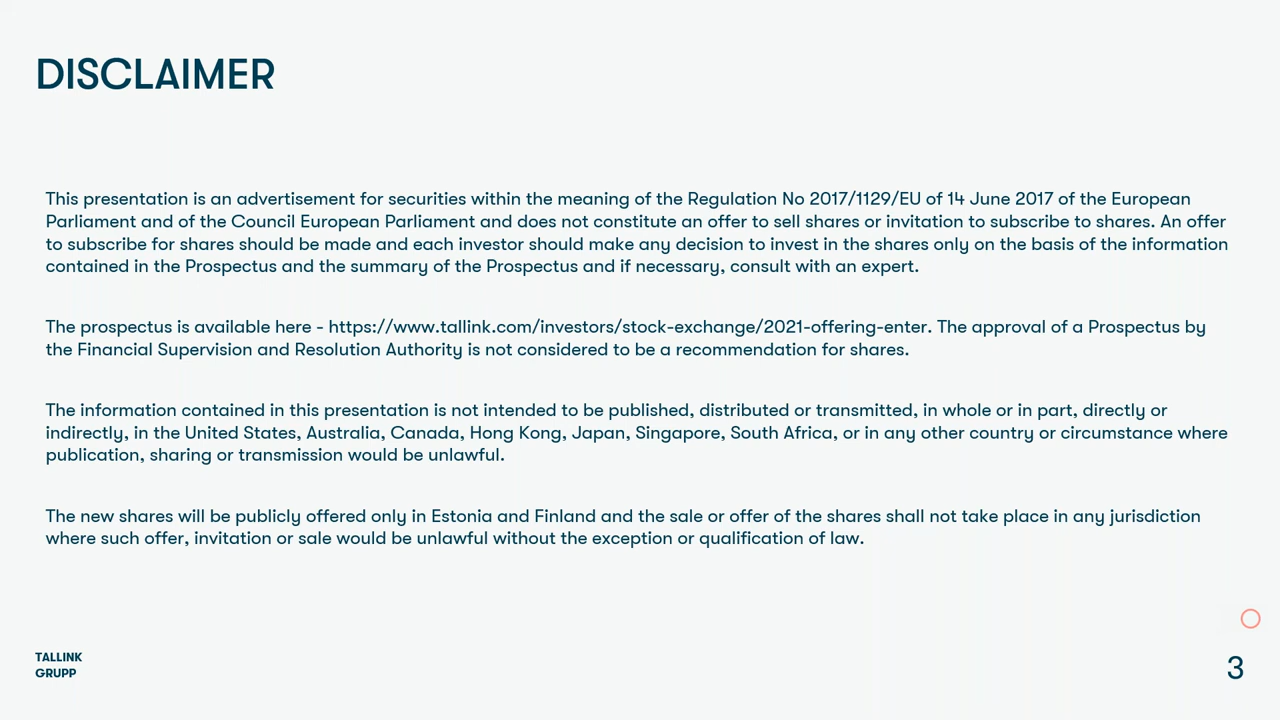 DISCLAIMER
This presentation is an advertisement for securities within the meaning of the Regulation No 2017/1129/EU of 14 June 2017 of the European
Parliament and of the Council European Parliament and does not constitute an offer to sell shares or invitation to subscribe to shares. An offer
to subscribe for shares should be made and each investor should make any decision to invest in the shares only on the basis of the information
contained in the Prospectus and the summary of the Prospectus and if necessary, consult with an expert.
The prospectus is available here - https://www.tallink.com/investors/stock-exchange/2021-offering-enter. The approval of a Prospectus by
the Financial Supervision and Resolution Authority is not considered to be a recommendation for shares.
The information contained in this presentation is not intended to be published, distributed or transmitted, in whole or in part, directly or
indirectly, in the United States, Australia, Canada, Hong Kong, Japan, Singapore, South Africa, or in any other country or circumstance where
publication, sharing or transmission would be unlawful.
The new shares will be publicly offered only in Estonia and Finland and the sale or offer of the shares shall not take place in any jurisdiction
where such offer, invitation or sale would be unlawful without the exception or qualification of law.
TALLINK
GRUPP
3